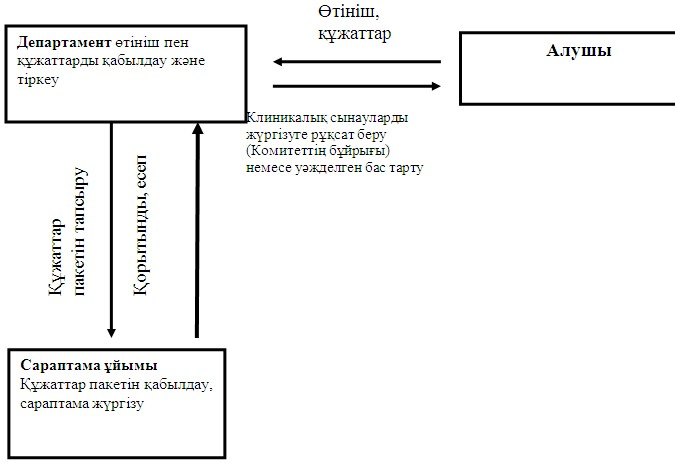 Өтініш,
құжаттар
Департамент өтініш пен
құжаттарды қабылдау және
тіркеу
Алушы
Клиникалық сынауларды
жүргізуге рұқсат беру
(Комитеттің бұйрығы)
немесе уәжделген бас тарту
Құжаттар
пакетін тапсыру
Қорытынды, есеп
Сараптама ұйымы
Құжаттар пакетін қабылдау,
сараптама жүргізу